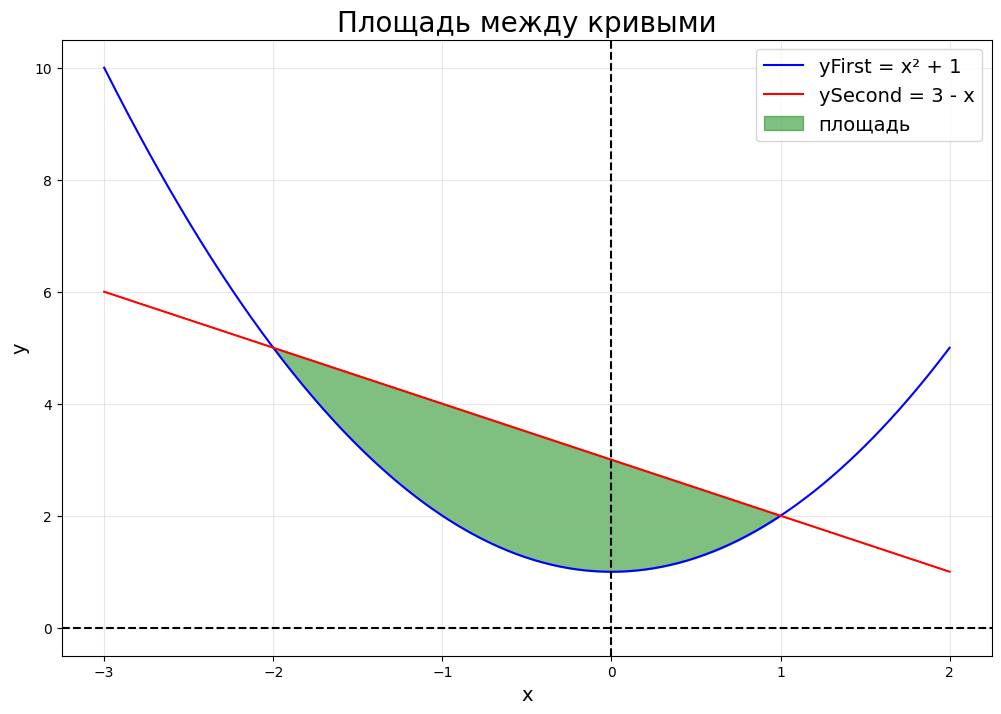 Площадь между кривыми
yFirst = x² + 1
ySecond = 3 - x
площадь
10
8
6
4
2
0
y
−3
−2
−1
0
1
2
x